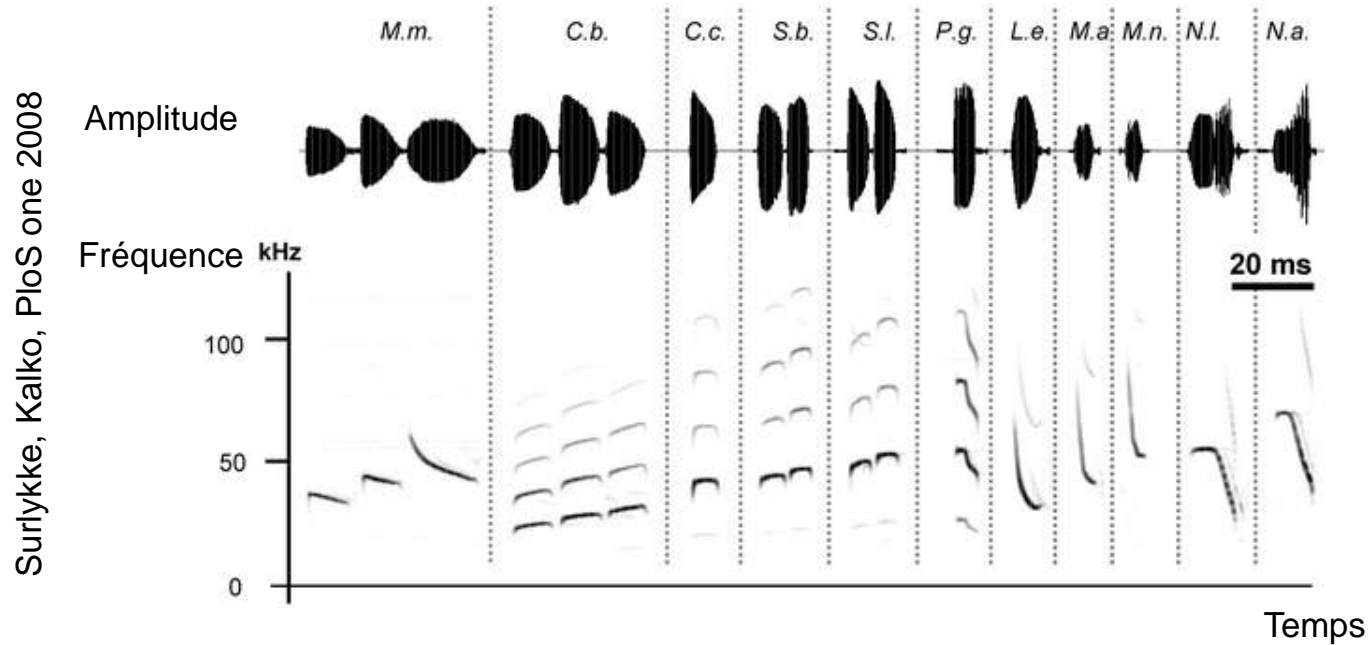 Surlykke, Kalko, PloS one 2008
M.m. C.b. C.c. S.b. S.l. P.g. L.e. M.a M.n. N.l. N.a.
Amplitude
Fréquence kHz
20 ms
100
50
0
Temps